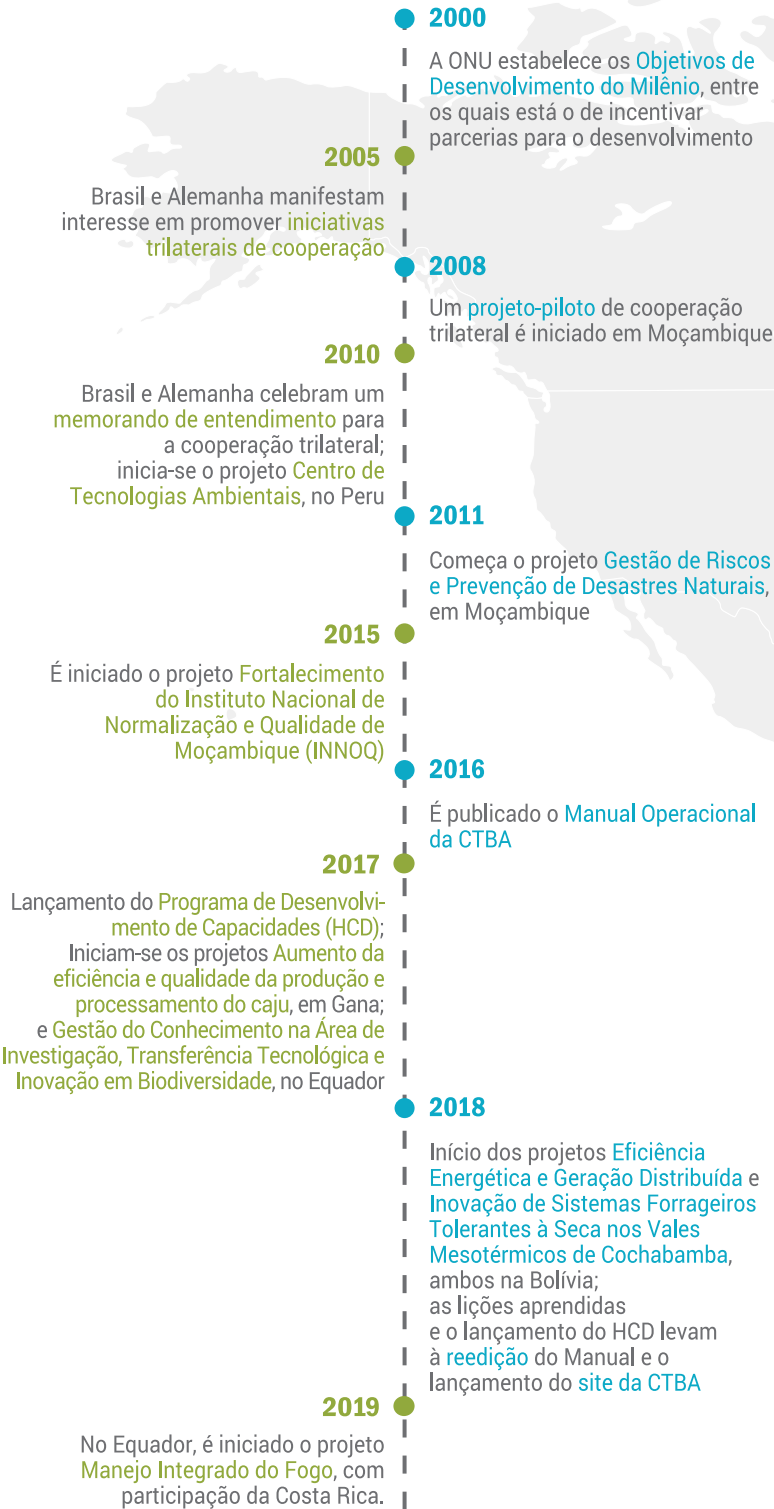 2000
A ONU estabelece os Objetivos de
Desenvolvimento do Milênio, entre
os quais está o de incentivar
parcerias para o desenvolvimento
2005
Brasil e Alemanha manifestam
interesse em promover iniciativas
trilaterais de cooperação
2008
Um projeto-piloto de cooperação
trilateral é iniciado em Moçambique
2010
Brasil e Alemanha celebram um
memorando de entendimento para
a cooperação trilateral;
inicia-se o projeto Centro de
Tecnologias Ambientais, no Peru
2011
Começa o projeto Gestão de Riscos
e Prevenção de Desastres Naturais,
em Moçambique
2015
É iniciado o projeto Fortalecimento
do Instituto Nacional de
Normalização e Qualidade de
Moçambique (INNOQ)
2016
É publicado o Manual Operacional
da CTBA
2017
Lançamento do Programa de Desenvolvi-
mento de Capacidades (HCD);
Iniciam-se os projetos Aumento da
eficiência e qualidade da produção e
processamento do caju, em Gana;
e Gestão do Conhecimento na Área de
Investigação, Transferência Tecnológica e
Inovação em Biodiversidade, no Equador
2018
Início dos projetos Eficiência
Energética e Geração Distribuída e
Inovação de Sistemas Forrageiros
Tolerantes à Seca nos Vales
Mesotérmicos de Cochabamba,
ambos na Bolívia;
as lições aprendidas
e o lançamento do HCD levam
à reedição do Manual e o
lançamento do site da CTBA
2019
No Equador, é iniciado o projeto
Manejo Integrado do Fogo, com
participação da Costa Rica.